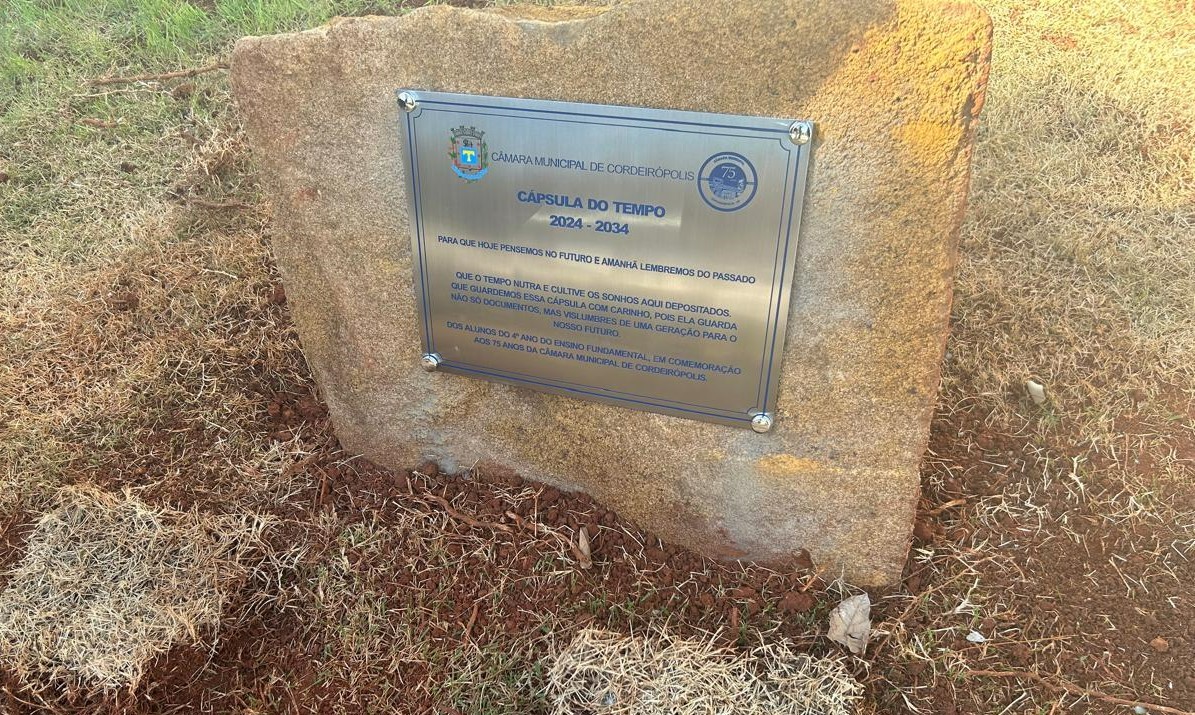 CÂMARA MUNICIPAL DE CORDEIRÓPOLIS
75
CÁPSULA DO TEMPO
2024 - 2034
PARA QUE HOJE PENSEMOS NO FUTURO E AMANHÃ LEMBREMOS DO PASSADO
QUE O TEMPO NUTRA E CULTIVE OS SONHOS AQUI DEPOSITADOS.
QUE GUARDEMOS ESSA CÁPSULA COM CARINHO, POIS ELA GUARDA
NÃO SÓ DOCUMENTOS, MAS VISLUMBRES DE UMA GERAÇÃO PARA O
NOSSO FUTURO.
DOS ALUNOS DO 4º ANO DO ENSINO FUNDAMENTAL, EM COMEMORAÇÃO
AOS 75 ANOS DA CÂMARA MUNICIPAL DE CORDEIRÓPOLIS.